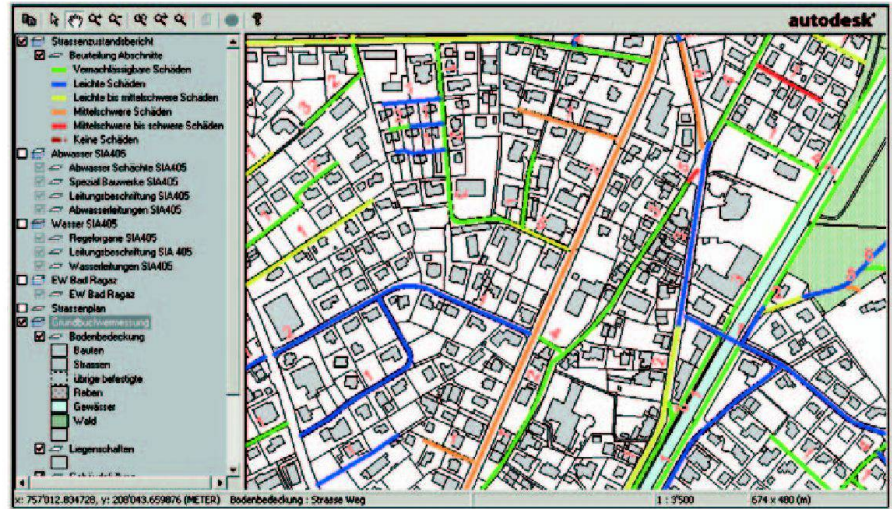 autodesk
Strassenzustandsbericht
Beurteilung Abschnitte
Vernachlässigbare Schäden
Leichte Schäden
Leichte bis mittelschwere Schäden
Mittelschwere Schäden
Mittelschwere bis schwere Schäden
Keine Schäden
Abwasser SIA405
Abwasser Schächte SIA405
Spezial Bauwerke SIA405
Leitungsbeschriftung SIA405
Abwasserleitungen SIA405
Wasser SIA405
Regelorgane SIA405
Leitungsbeschriftung SIA 405
Wasserleitungen SIA405
EW Bad Ragaz
EW Bad Ragaz
Strassenplan
Grundbuchvermessung
Bodenbedeckung
Bauten
Strassen
übrige befestigte
Reben
Gewässer
Wald
Liegenschaften
x: 757'012.834728, y: 208'043.659876 (METER) Bodenbedeckung : Strasse Weg 1 : 3'500 674 x 480 (m)